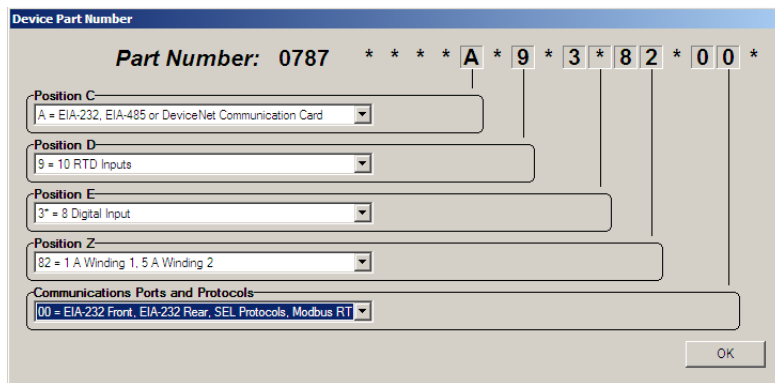 Device Part Number
Part Number: 0787 * * * * A * 9 * 3 * 8 2 * 0 0 *
Position C
A = EIA-232, EIA-485 or DeviceNet Communication Card
Position D
9 = 10 RTD Inputs
Position E
3* = 8 Digital Input
Position Z
82 = 1 A Winding 1, 5 A Winding 2
Communications Ports and Protocols
00 = EIA-232 Front, EIA-232 Rear, SEL Protocols, Modbus RT
OK